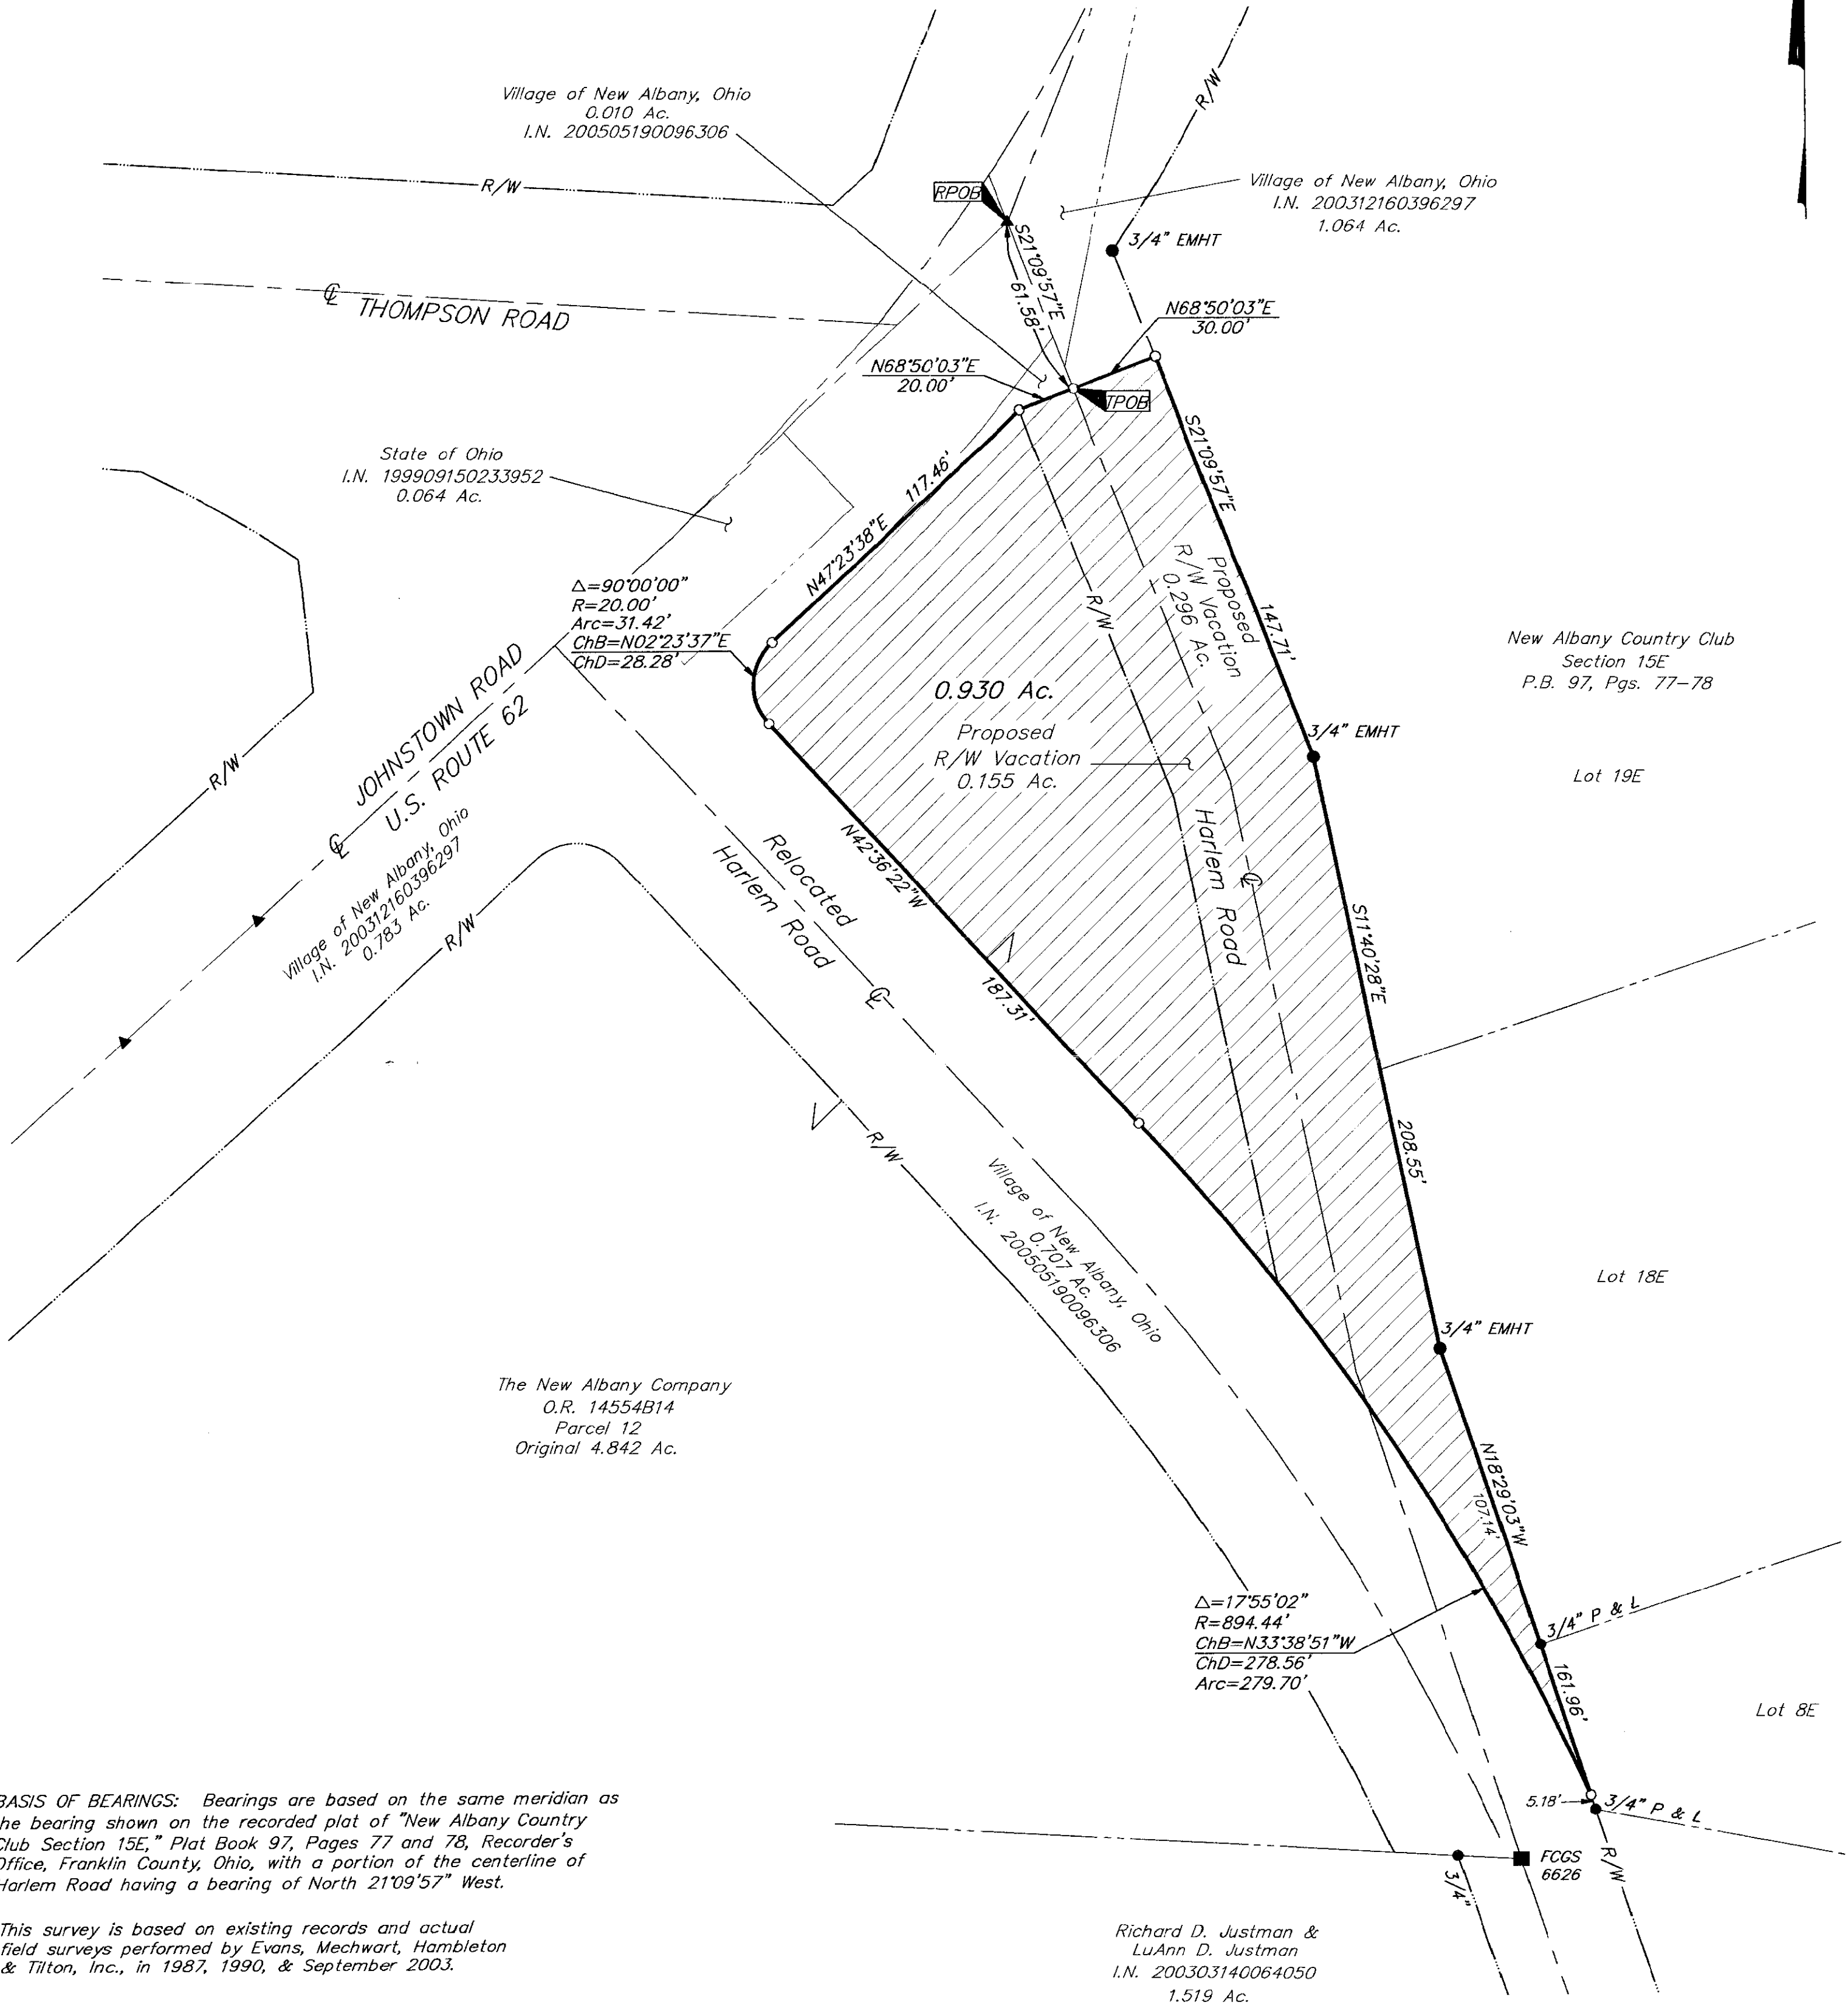 Village of New Albany, Ohio
0.010 Ac.
I.N. 200505190096306
R/W
R/W
RPOB
Village of New Albany, Ohio
I.N. 200312160396297
1.064 Ac.
3/4" EMHT
S21°09'57"E
61.58'
℄ THOMPSON ROAD
N68°50'03"E
30.00'
N68°50'03"E
20.00'
TPOB
State of Ohio
I.N. 199909150233952
0.064 Ac.
117.46'
N47°23'38"E
S21°09'57"E
147.71'
Δ=90°00'00"
R=20.00'
Arc=31.42'
ChB=N02°23'37"E
ChD=28.28'
R/W
Proposed
R/W Vacation
0.296 Ac.
New Albany Country Club
Section 15E
P.B. 97, Pgs. 77-78
0.930 Ac.
Proposed
R/W Vacation
0.155 Ac.
3/4" EMHT
Lot 19E
JOHNSTOWN ROAD
℄ U.S. ROUTE 62
R/W
Village of New Albany, Ohio
I.N. 200312160396297
0.783 Ac.
R/W
Relocated
Harlem Road
℄
N42°36'22"W
187.31'
Harlem Road
℄
S11°40'28"E
208.55'
R/W
Village of New Albany, Ohio
0.707 Ac.
I.N. 200505190096306
Lot 18E
3/4" EMHT
The New Albany Company
O.R. 14554B14
Parcel 12
Original 4.842 Ac.
N18°29'03"W
107.14'
Δ=17°55'02"
R=894.44'
ChB=N33°38'51"W
ChD=278.56'
Arc=279.70'
3/4" P & L
161.96'
Lot 8E
5.18'
3/4" P & L
R/W
FCGS
6626
3/4"
BASIS OF BEARINGS: Bearings are based on the same meridian as
he bearing shown on the recorded plat of "New Albany Country
Club Section 15E," Plat Book 97, Pages 77 and 78, Recorder's
Office, Franklin County, Ohio, with a portion of the centerline of
Harlem Road having a bearing of North 21°09'57" West.
This survey is based on existing records and actual
field surveys performed by Evans, Mechwart, Hambleton
& Tilton, Inc., in 1987, 1990, & September 2003.
Richard D. Justman &
LuAnn D. Justman
I.N. 200303140064050
1.519 Ac.